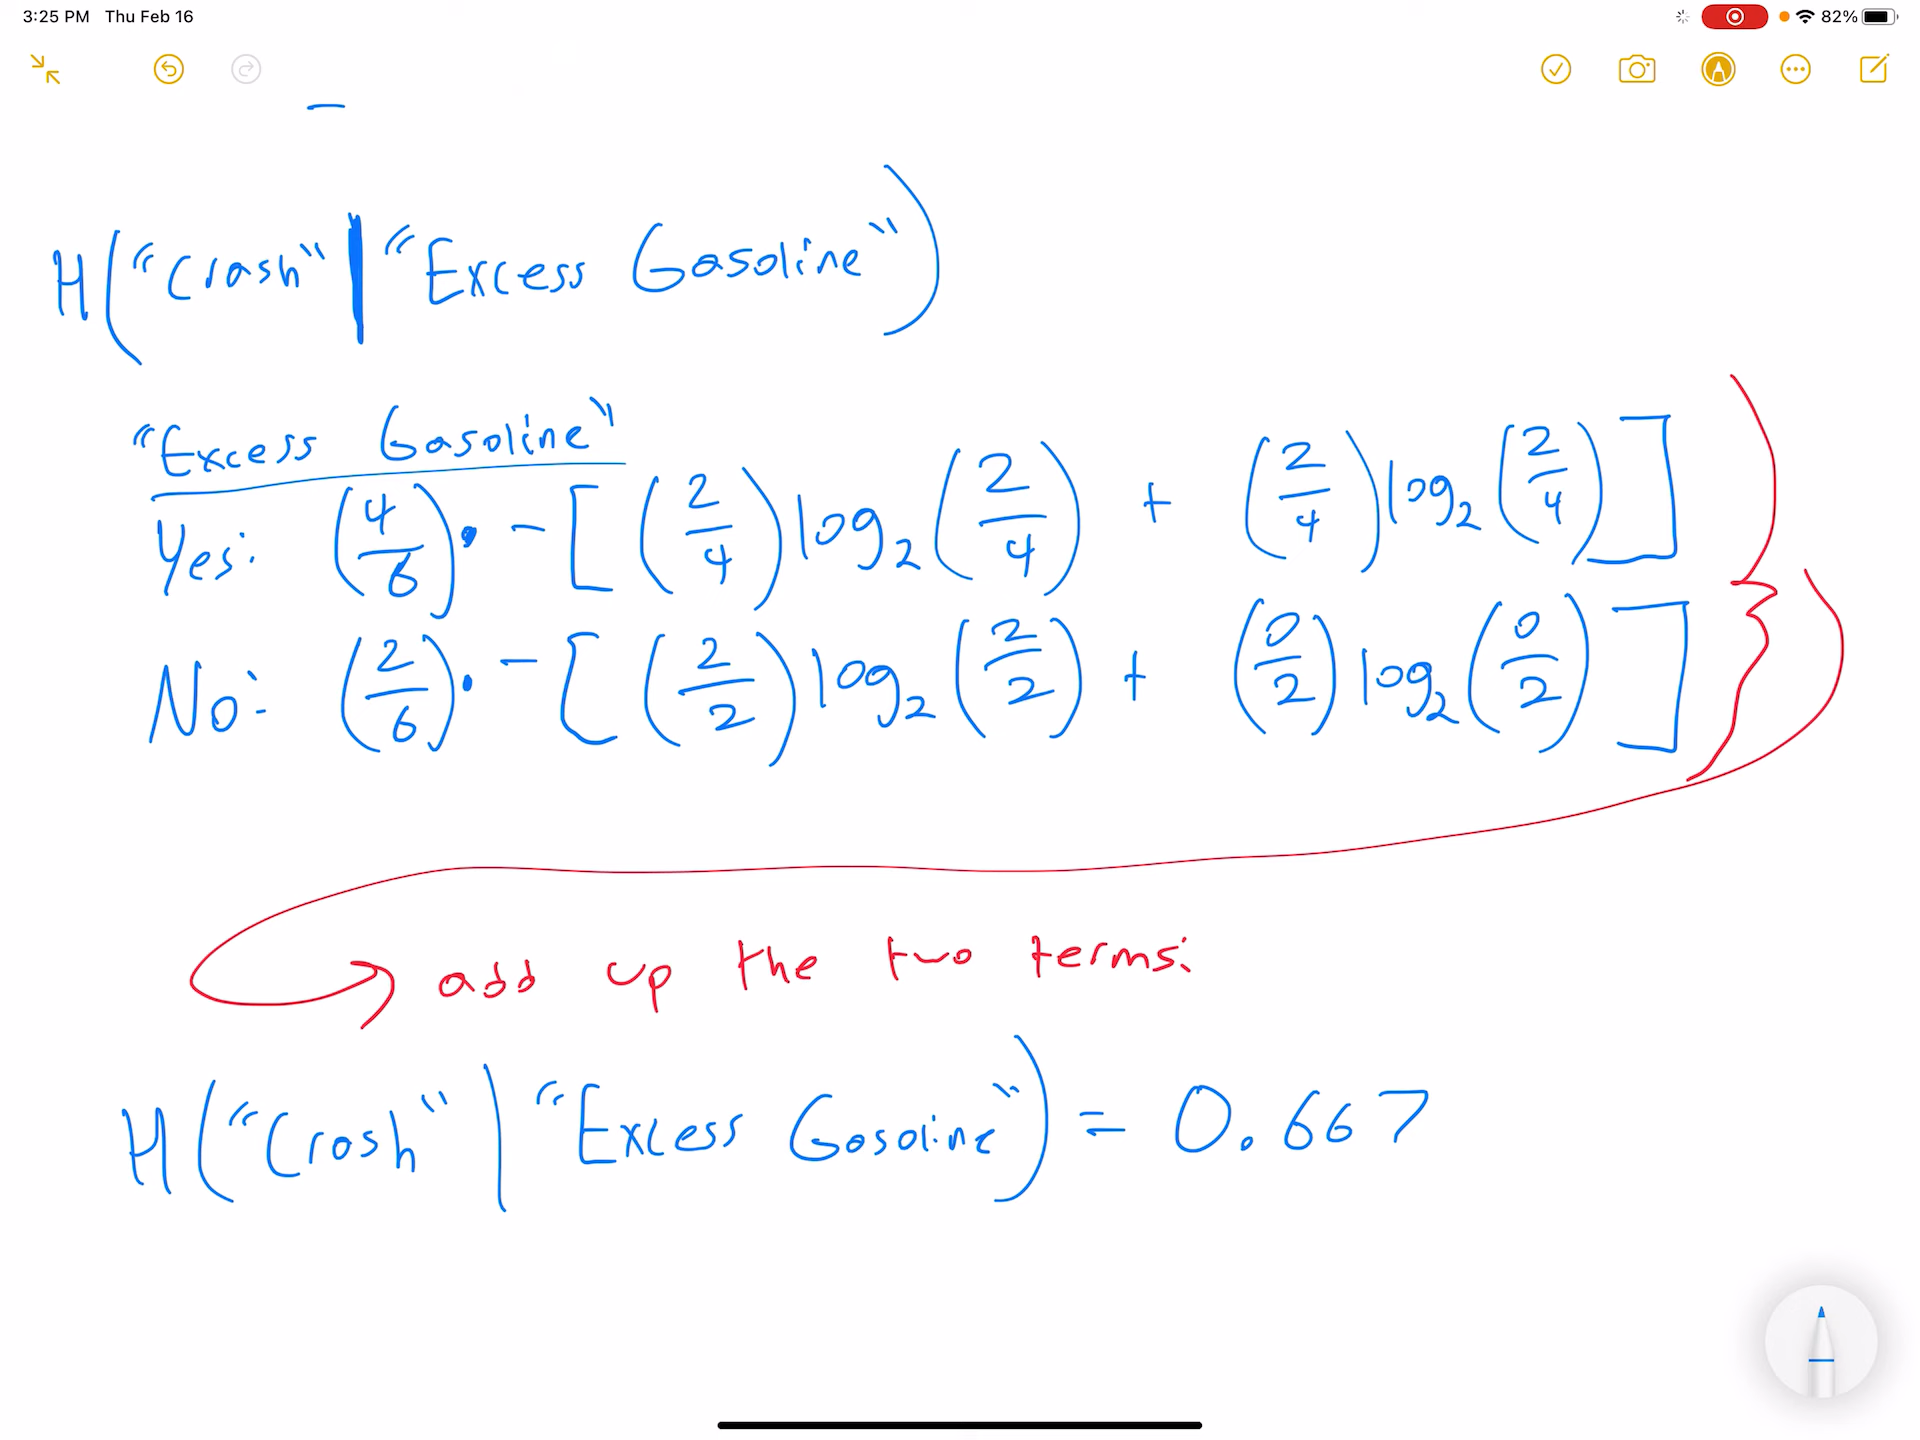 3:25 PM Thu Feb 16 82%
H("Crash" | "Excess Gasoline")
"Excess Gasoline"
Yes: (4/6) · - [(2/4) log₂ (2/4) + (2/4) log₂ (2/4)]
No: (2/6) · - [(2/2) log₂ (2/2) + (0/2) log₂ (0/2)]
add up the two terms:
H("Crash" | "Excess Gasoline") = 0.667